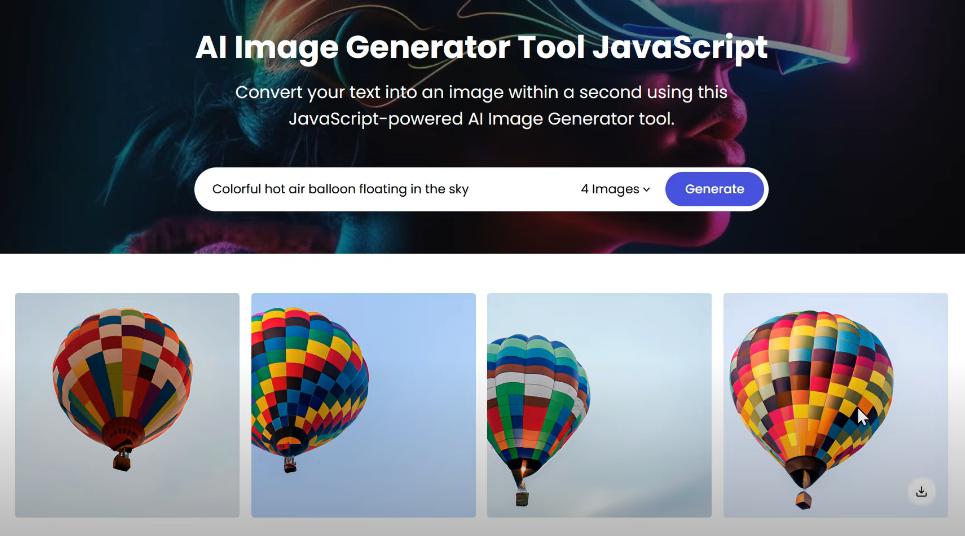 AI Image Generator Tool JavaScript
Convert your text into an image within a second using this
JavaScript-powered AI Image Generator tool.
Colorful hot air balloon floating in the sky
4 Images
Generate